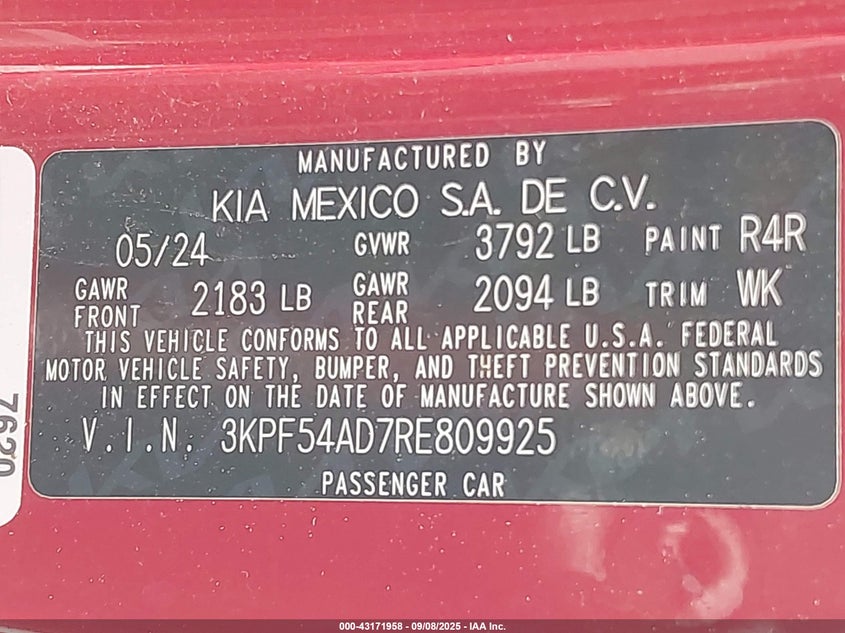 MANUFACTURED BY
KIA MEXICO S.A. DE C.V.
05/24 GVWR 3792 LB PAINT R4R
GAWR FRONT 2183 LB GAWR REAR 2094 LB TRIM WK
THIS VEHICLE CONFORMS TO ALL APPLICABLE U.S.A. FEDERAL
MOTOR VEHICLE SAFETY, BUMPER, AND THEFT PREVENTION STANDARDS
IN EFFECT ON THE DATE OF MANUFACTURE SHOWN ABOVE.
V.I.N. 3KPF54AD7RE809925
PASSENGER CAR
7620
000-43171958 - 09/08/2025 - IAA Inc.